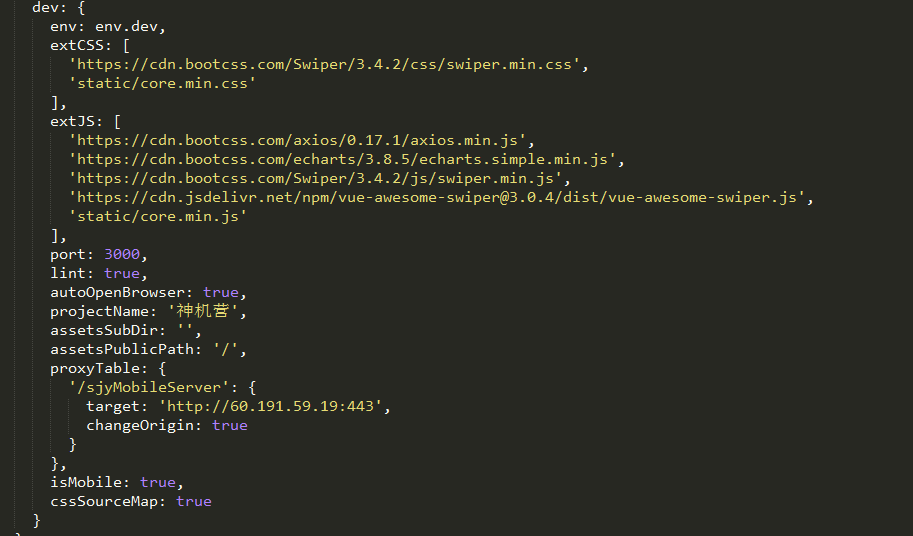 dev: {
env: env.dev,
extCSS: [
'https://cdn.bootcss.com/Swiper/3.4.2/css/swiper.min.css',
'static/core.min.css'
],
extJS: [
'https://cdn.bootcss.com/axios/0.17.1/axios.min.js',
'https://cdn.bootcss.com/echarts/3.8.5/echarts.simple.min.js',
'https://cdn.bootcss.com/Swiper/3.4.2/js/swiper.min.js',
'https://cdn.jsdelivr.net/npm/vue-awesome-swiper@3.0.4/dist/vue-awesome-swiper.js',
'static/core.min.js'
],
port: 3000,
lint: true,
autoOpenBrowser: true,
projectName: '神机营',
assetsSubDir: '',
assetsPublicPath: '/',
proxyTable: {
'/sjyMobileServer': {
target: 'http://60.191.59.19:443',
changeOrigin: true
}
},
isMobile: true,
cssSourceMap: true
}